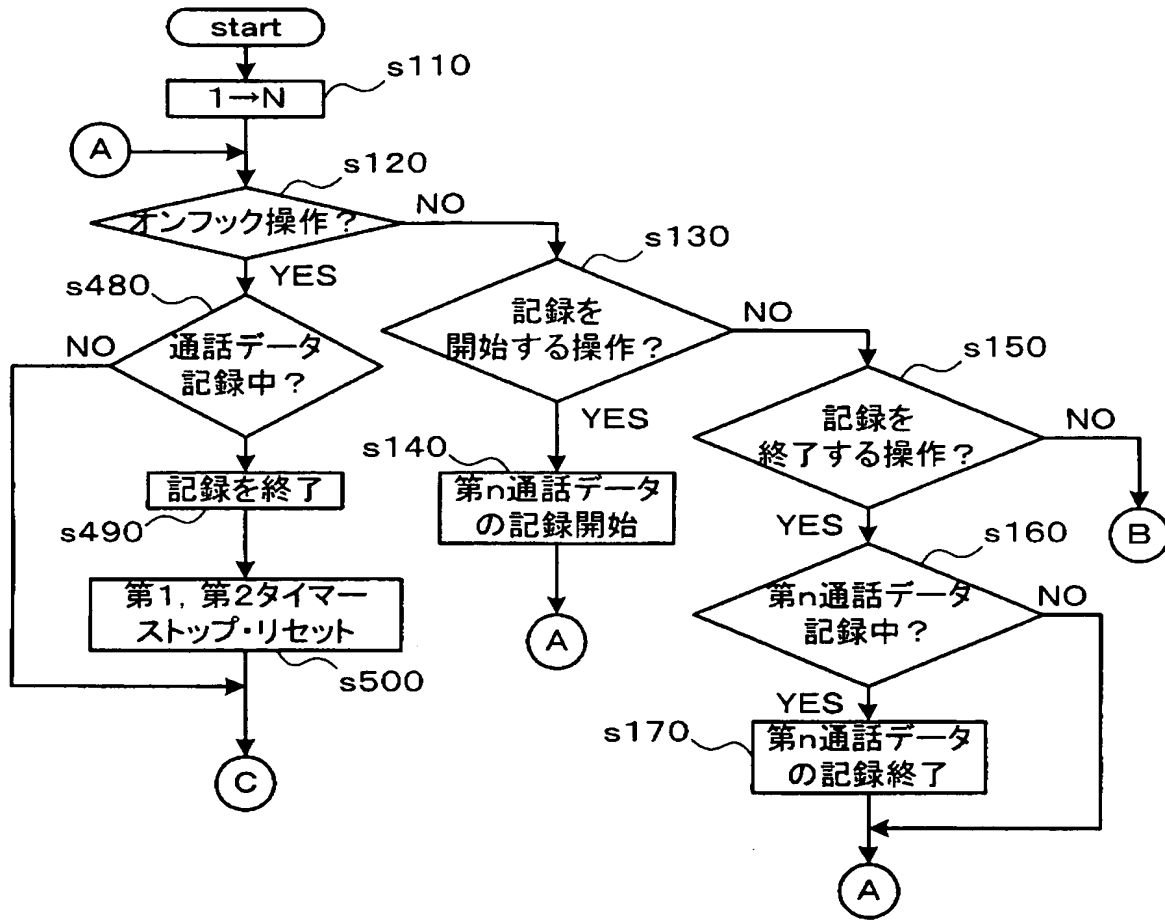 start
s110
1→N
A
s120
オンフック操作？
NO
YES
s130
記録を
開始する操作？
NO
YES
s480
通話データ
記録中？
NO
s150
記録を
終了する操作？
NO
YES
s140
第n通話データ
の記録開始
記録を終了
s490
B
s160
第n通話データ
記録中？
NO
YES
第1，第2タイマー
ストップ・リセット
s500
A
s170
第n通話データ
の記録終了
C
A